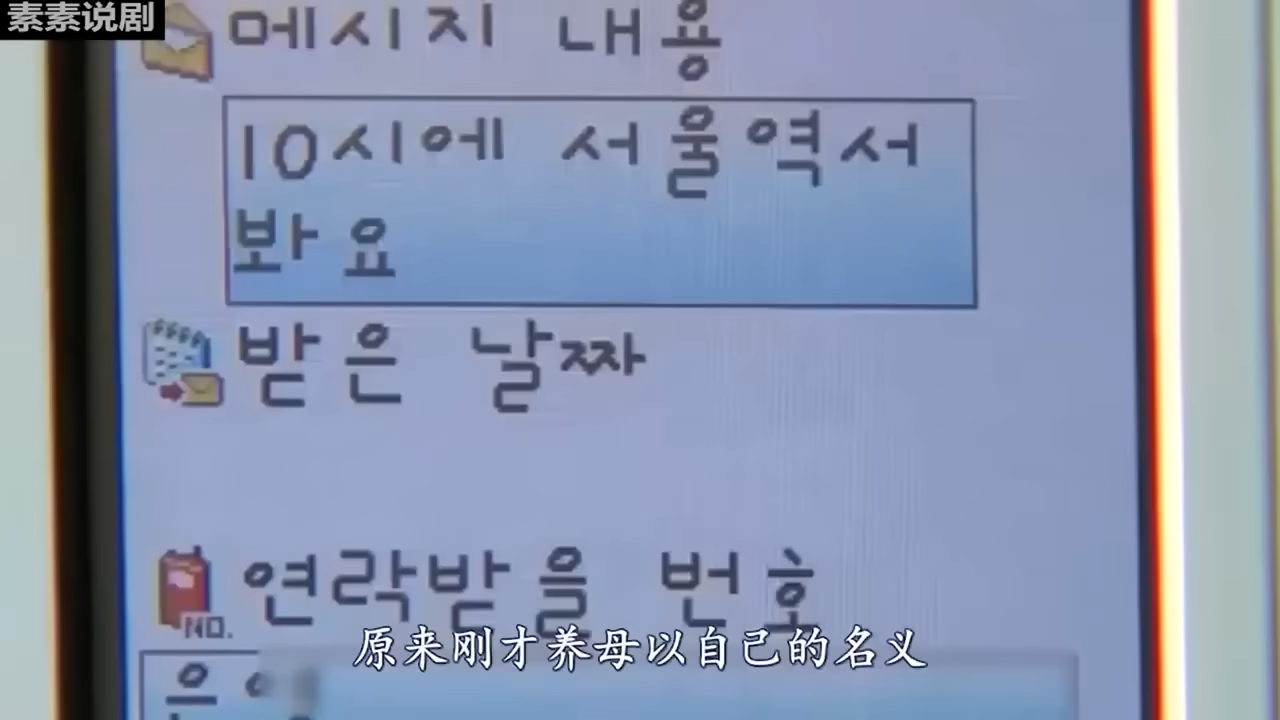 素素说剧
메시지 내용
10시에 서울역서
봐요
받은 날짜
연락받을 번호
NO.
原来刚才养母以自己的名义